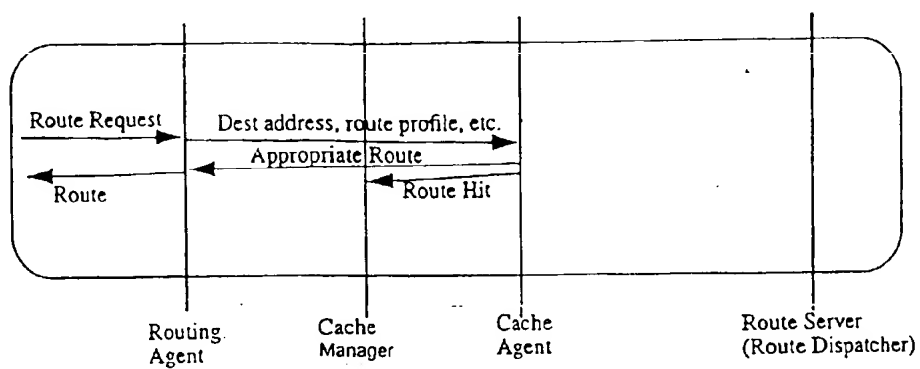 Route Request
Dest address, route profile, etc.
Appropriate Route
Route
Route Hit
Routing
Agent
Cache
Manager
Cache
Agent
Route Server
(Route Dispatcher)